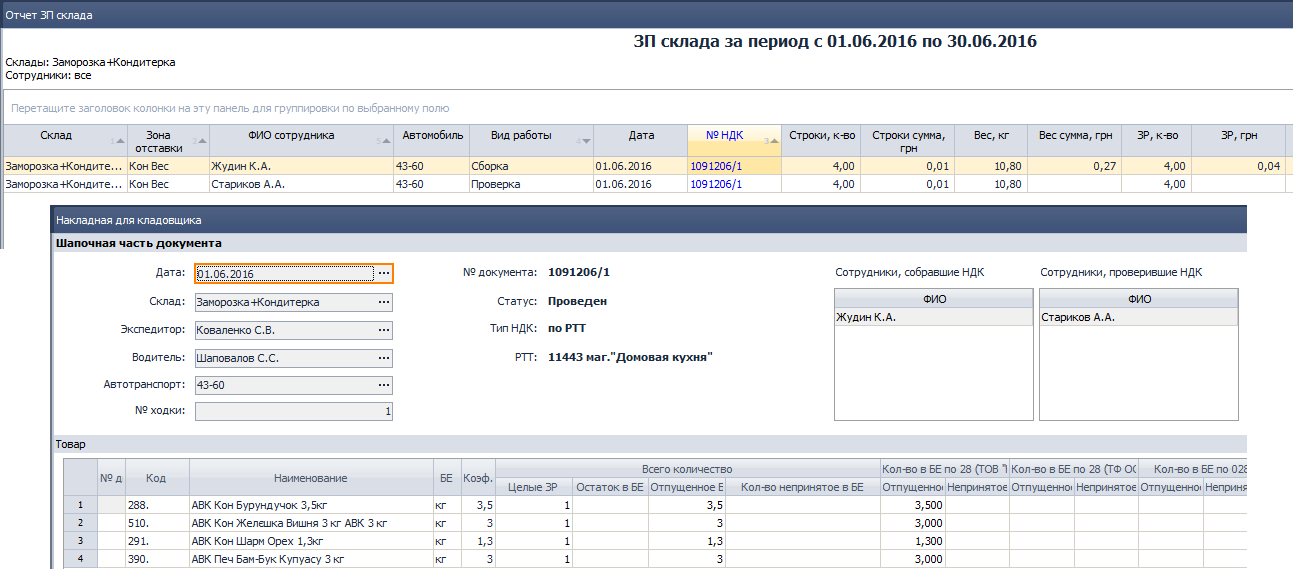 Отчет ЗП склада
ЗП склада за период с 01.06.2016 по 30.06.2016
Склады: Заморозка+Кондитерка
Сотрудники: все
Перетащите заголовок колонки на эту панель для группировки по выбранному полю
Склад 1 Зона отставки 2 ФИО сотрудника 5 Автомобиль Вид работы 4 Дата № НДК 3 Строки, к-во Строки сумма, грн Вес, кг Вес сумма, грн ЗР, к-во ЗР, грн
Заморозка+Кондите... Кон Вес Жудин К.А. 43-60 Сборка 01.06.2016 1091206/1 4,00 0,01 10,80 0,27 4,00 0,04
Заморозка+Кондите... Кон Вес Стариков А.А. 43-60 Проверка 01.06.2016 1091206/1 4,00 0,01 10,80 4,00
Накладная для кладовщика
Шапочная часть документа
Дата: 01.06.2016 ... № документа: 1091206/1 Сотрудники, собравшие НДК Сотрудники, проверившие НДК
Склад: Заморозка+Кондитерка ... Статус: Проведен ФИО ФИО
Жудин К.А. Стариков А.А.
Экспедитор: Коваленко С.В. ... Тип НДК: по РТТ
Водитель: Шаповалов С.С. ... РТТ: 11443 маг."Домовая кухня"
Автотранспорт: 43-60 ...
№ ходки: 1
Товар
№ д Код Наименование БЕ Коэф. Всего количество Кол-во в БЕ по 28 (ТОВ "І Кол-во в БЕ по 28 (ТФ ОС Кол-во в БЕ по 028
Целые ЗР Остаток в БЕ Отпущенное Б Кол-во непринятое в БЕ Отпущенное Непринятое Отпущенное Непринятое Отпущенное Неприня
1 288. АВК Кон Бурундучок 3,5кг кг 3,5 1 3,5 3,500
2 510. АВК Кон Желєшка Вишня 3 кг АВК 3 кг кг 3 1 3 3,000
3 291. АВК Кон Шарм Орех 1,3кг кг 1,3 1 1,3 1,300
4 390. АВК Печ Бам-Бук Купуасу 3 кг кг 3 1 3 3,000